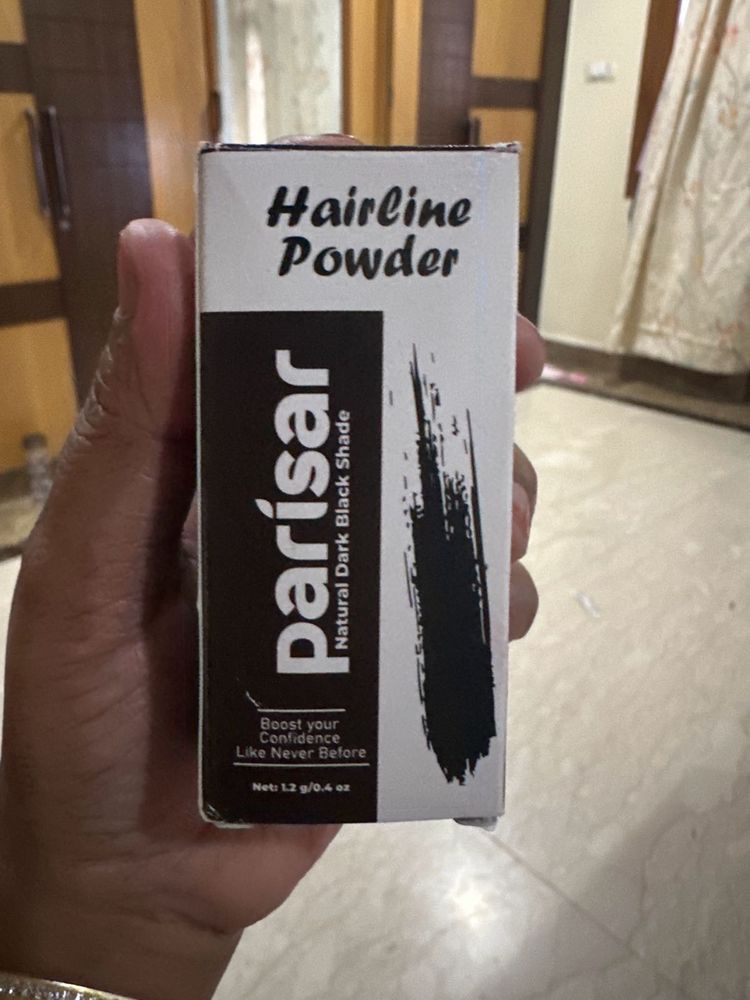 Hairline
Powder
parisar
Natural Dark Black Shade
Boost your
Confidence
Like Never Before
Net: 1.2 g/0.4 oz